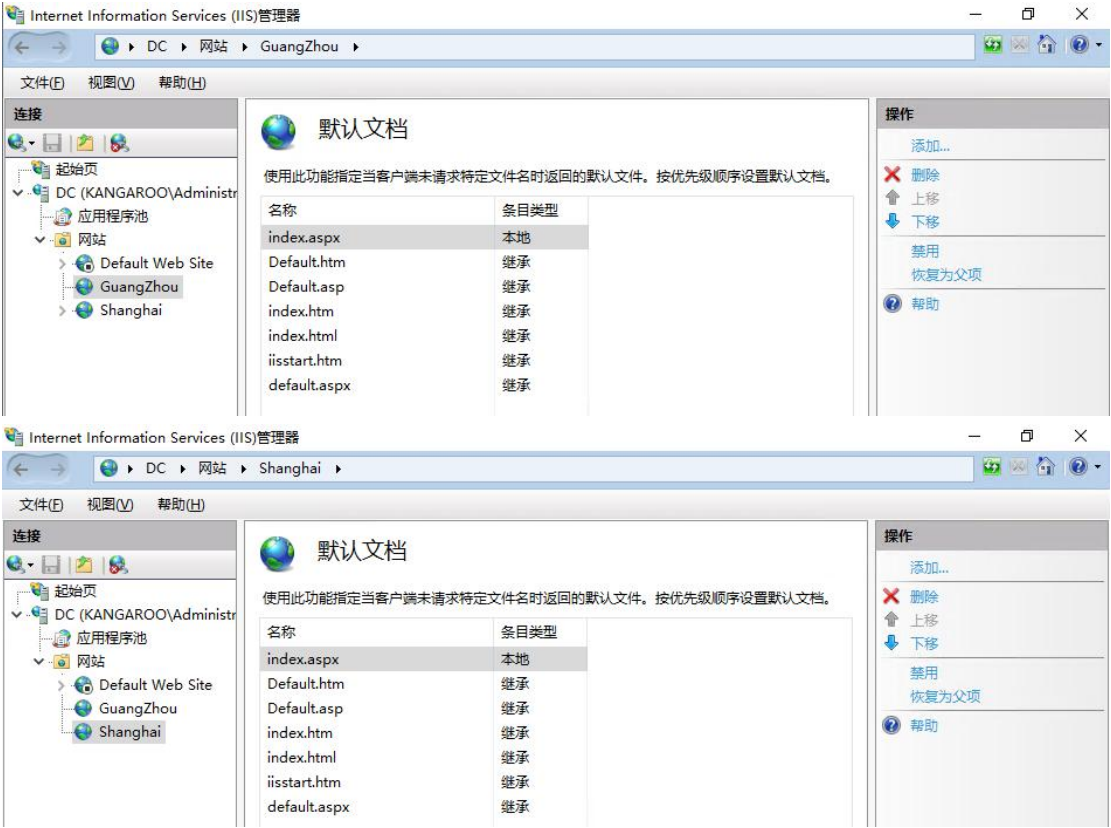 Internet Information Services (IIS)管理器
DC 网站 GuangZhou
文件(F) 视图(V) 帮助(H)
连接
起始页
DC (KANGAROO\Administr
应用程序池
网站
Default Web Site
GuangZhou
Shanghai
默认文档
使用此功能指定当客户端未请求特定文件名时返回的默认文件。按优先级顺序设置默认文档。
名称 条目类型
index.aspx 本地
Default.htm 继承
Default.asp 继承
index.htm 继承
index.html 继承
iisstart.htm 继承
default.aspx 继承
操作
添加...
删除
上移
下移
禁用
恢复为父项
帮助
Internet Information Services (IIS)管理器
DC 网站 Shanghai
文件(F) 视图(V) 帮助(H)
连接
起始页
DC (KANGAROO\Administr
应用程序池
网站
Default Web Site
GuangZhou
Shanghai
默认文档
使用此功能指定当客户端未请求特定文件名时返回的默认文件。按优先级顺序设置默认文档。
名称 条目类型
index.aspx 本地
Default.htm 继承
Default.asp 继承
index.htm 继承
index.html 继承
iisstart.htm 继承
default.aspx 继承
操作
添加...
删除
上移
下移
禁用
恢复为父项
帮助